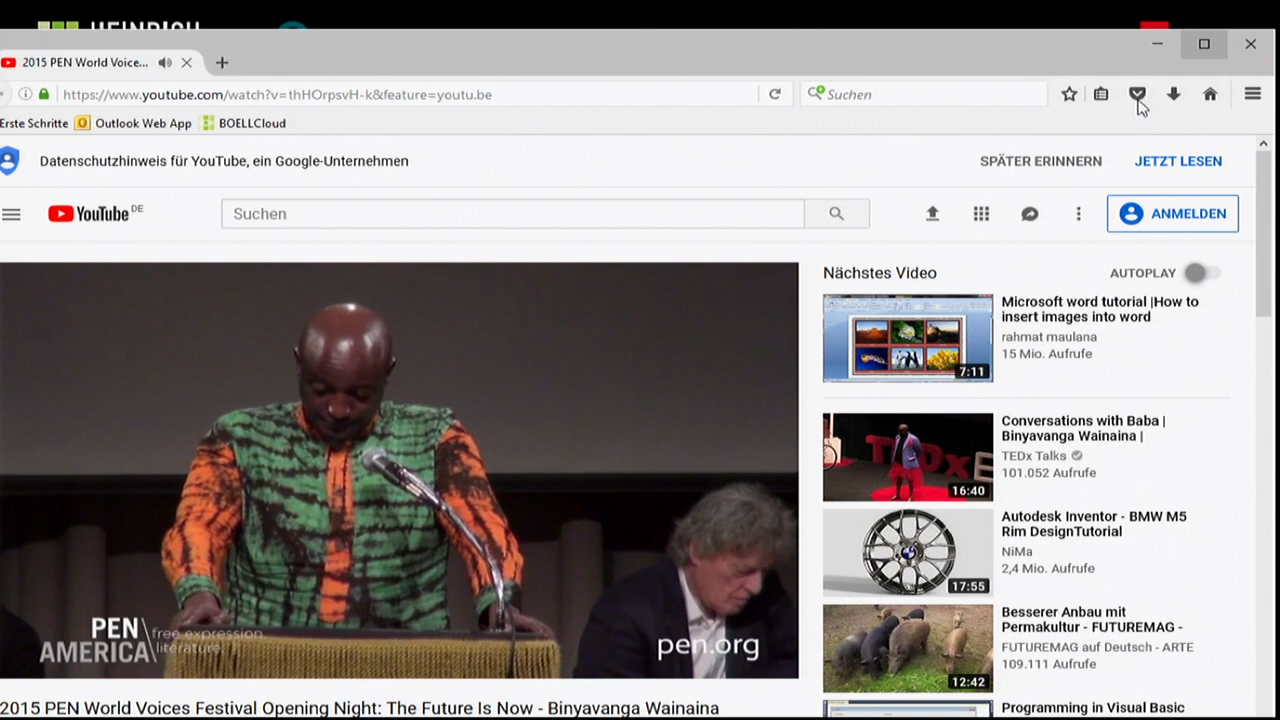 HEINRICH
2015 PEN World Voice...
https://www.youtube.com/watch?v=thHOrpsvH-k&feature=youtu.be
Suchen
Erste Schritte
Outlook Web App
BOELLCloud
Datenschutzhinweis für YouTube, ein Google-Unternehmen
SPÄTER ERINNERN
JETZT LESEN
YouTube DE
Suchen
ANMELDEN
PEN
AMERICA
free expression
literature.
pen.org
2015 PEN World Voices Festival Opening Night: The Future Is Now - Binyavanga Wainaina
Nächstes Video
AUTOPLAY
7:11
Microsoft word tutorial |How to
insert images into word
rahmat maulana
15 Mio. Aufrufe
TEDxE
16:40
Conversations with Baba |
Binyavanga Wainaina |
TEDx Talks
101.052 Aufrufe
17:55
Autodesk Inventor - BMW M5
Rim DesignTutorial
NiMa
2,4 Mio. Aufrufe
12:42
Besserer Anbau mit
Permakultur - FUTUREMAG -
FUTUREMAG auf Deutsch - ARTE
109.111 Aufrufe
Programming in Visual Basic